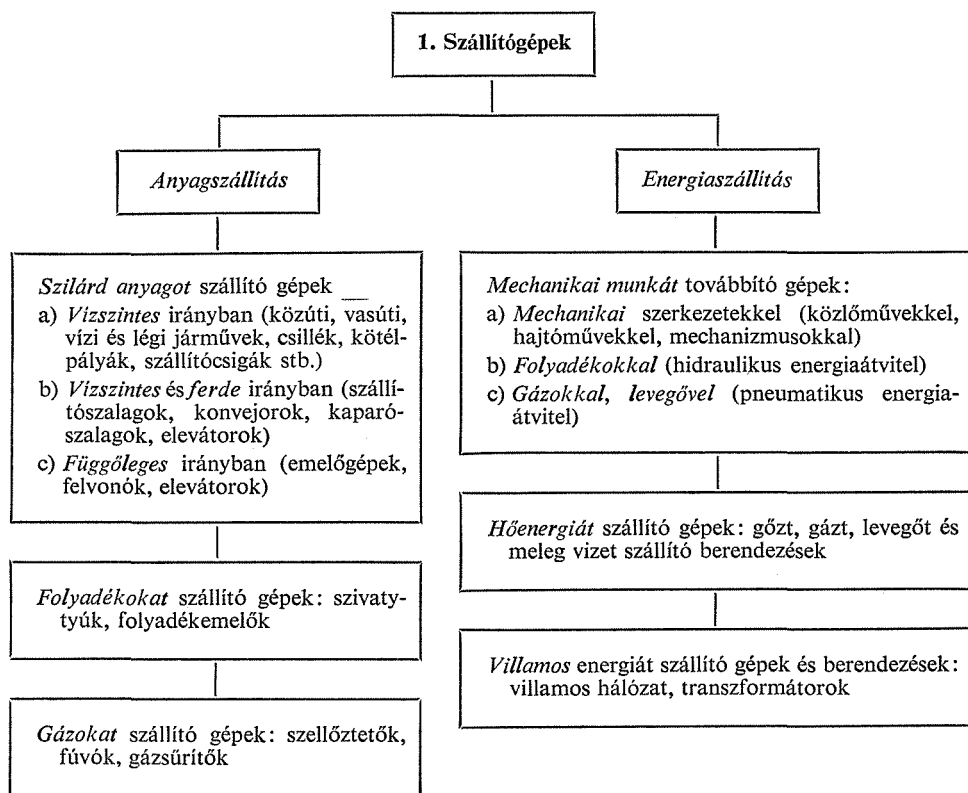 1. Szállítógépek
Anyagszállítás
Szilárd anyagot szállító gépek
a) Vízszintes irányban (közúti, vasúti,
vízi és légi járművek, csillék, kötél-
pályák, szállítócsigák stb.)
b) Vízszintes és ferde irányban (szállí-
tószalagok, konvejorok, kaparó-
szalagok, elevátorok)
c) Függőleges irányban (emelőgépek,
felvonók, elevátorok)
Folyadékokat szállító gépek: szivaty-
tyúk, folyadékemelők
Gázokat szállító gépek: szellőztetők,
fúvók, gázsűrítők
Energiaszállítás
Mechanikai munkát továbbító gépek:
a) Mechanikai szerkezetekkel (közlőművekkel,
hajtóművekkel, mechanizmusokkal)
b) Folyadékokkal (hidraulikus energiaátvitel)
c) Gázokkal, levegővel (pneumatikus energia-
átvitel)
Hőenergiát szállító gépek: gőzt, gázt, levegőt és
meleg vizet szállító berendezések
Villamos energiát szállító gépek és berendezések:
villamos hálózat, transzformátorok